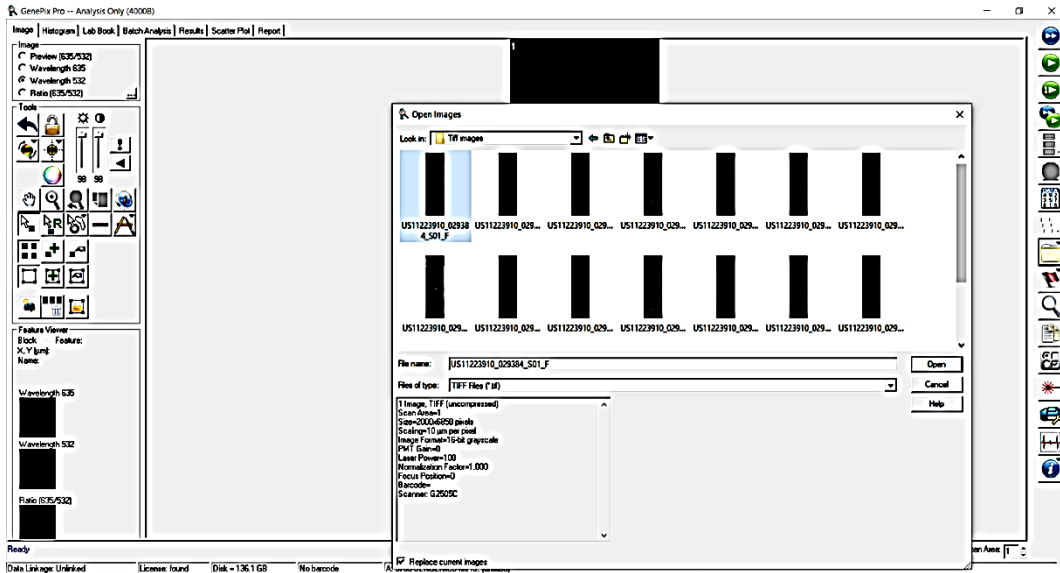 GenePix Pro -- Analysis Only (4000B)
Image Histogram Lab Book Batch Analysis Results Scatter Plot Report
Image
Preview (635/532)
Wavelength 635
Wavelength 532
Ratio (635/532)
...
Tools
98 98
Feature Viewer
Block Feature:
X, Y (µm):
Name:
Wavelength 635
Wavelength 532
Ratio (635/532)
1
Open Images
Look in: Tiff images
US11223910_029384_S01_F
US11223910_029... US11223910_029... US11223910_029... US11223910_029... US11223910_029... US11223910_029...
US11223910_029... US11223910_029... US11223910_029... US11223910_029... US11223910_029... US11223910_029... US11223910_029...
File name: US11223910_029384_S01_F Open
Files of type: TIFF Files (*.tif) Cancel
Help
1 Image, TIFF (uncompressed)
Scan Area=1
Size=2000x6850 pixels
Scaling=10 µm per pixel
Image Format=16-bit grayscale
PMT Gain=0
Laser Power=100
Normalization Factor=1.000
Focus Position=0
Barcode=
Scanner: G2505C
Replace current images
Ready
Area: 1
Data Linkage: Unlinked License: found Disk = 136.1 GB No barcode